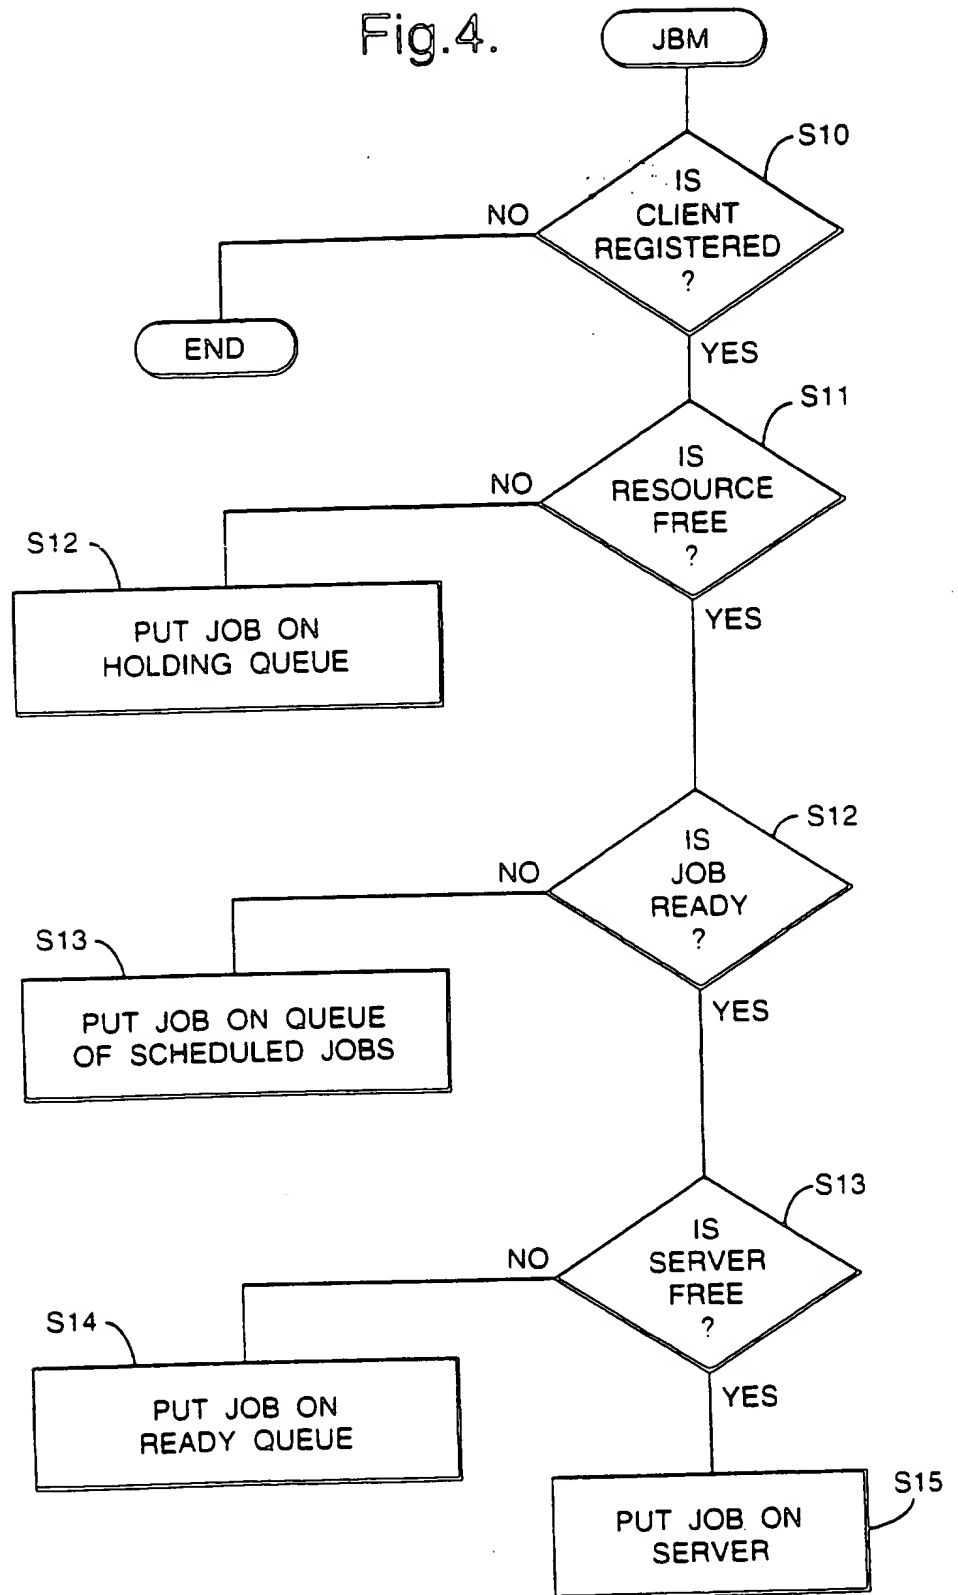 Fig.4.
JBM
S10
IS
CLIENT
REGISTERED
?
NO
END
YES
S11
IS
RESOURCE
FREE
?
NO
S12
PUT JOB ON
HOLDING QUEUE
YES
S12
IS
JOB
READY
?
NO
S13
PUT JOB ON QUEUE
OF SCHEDULED JOBS
YES
S13
IS
SERVER
FREE
?
NO
S14
PUT JOB ON
READY QUEUE
YES
S15
PUT JOB ON
SERVER